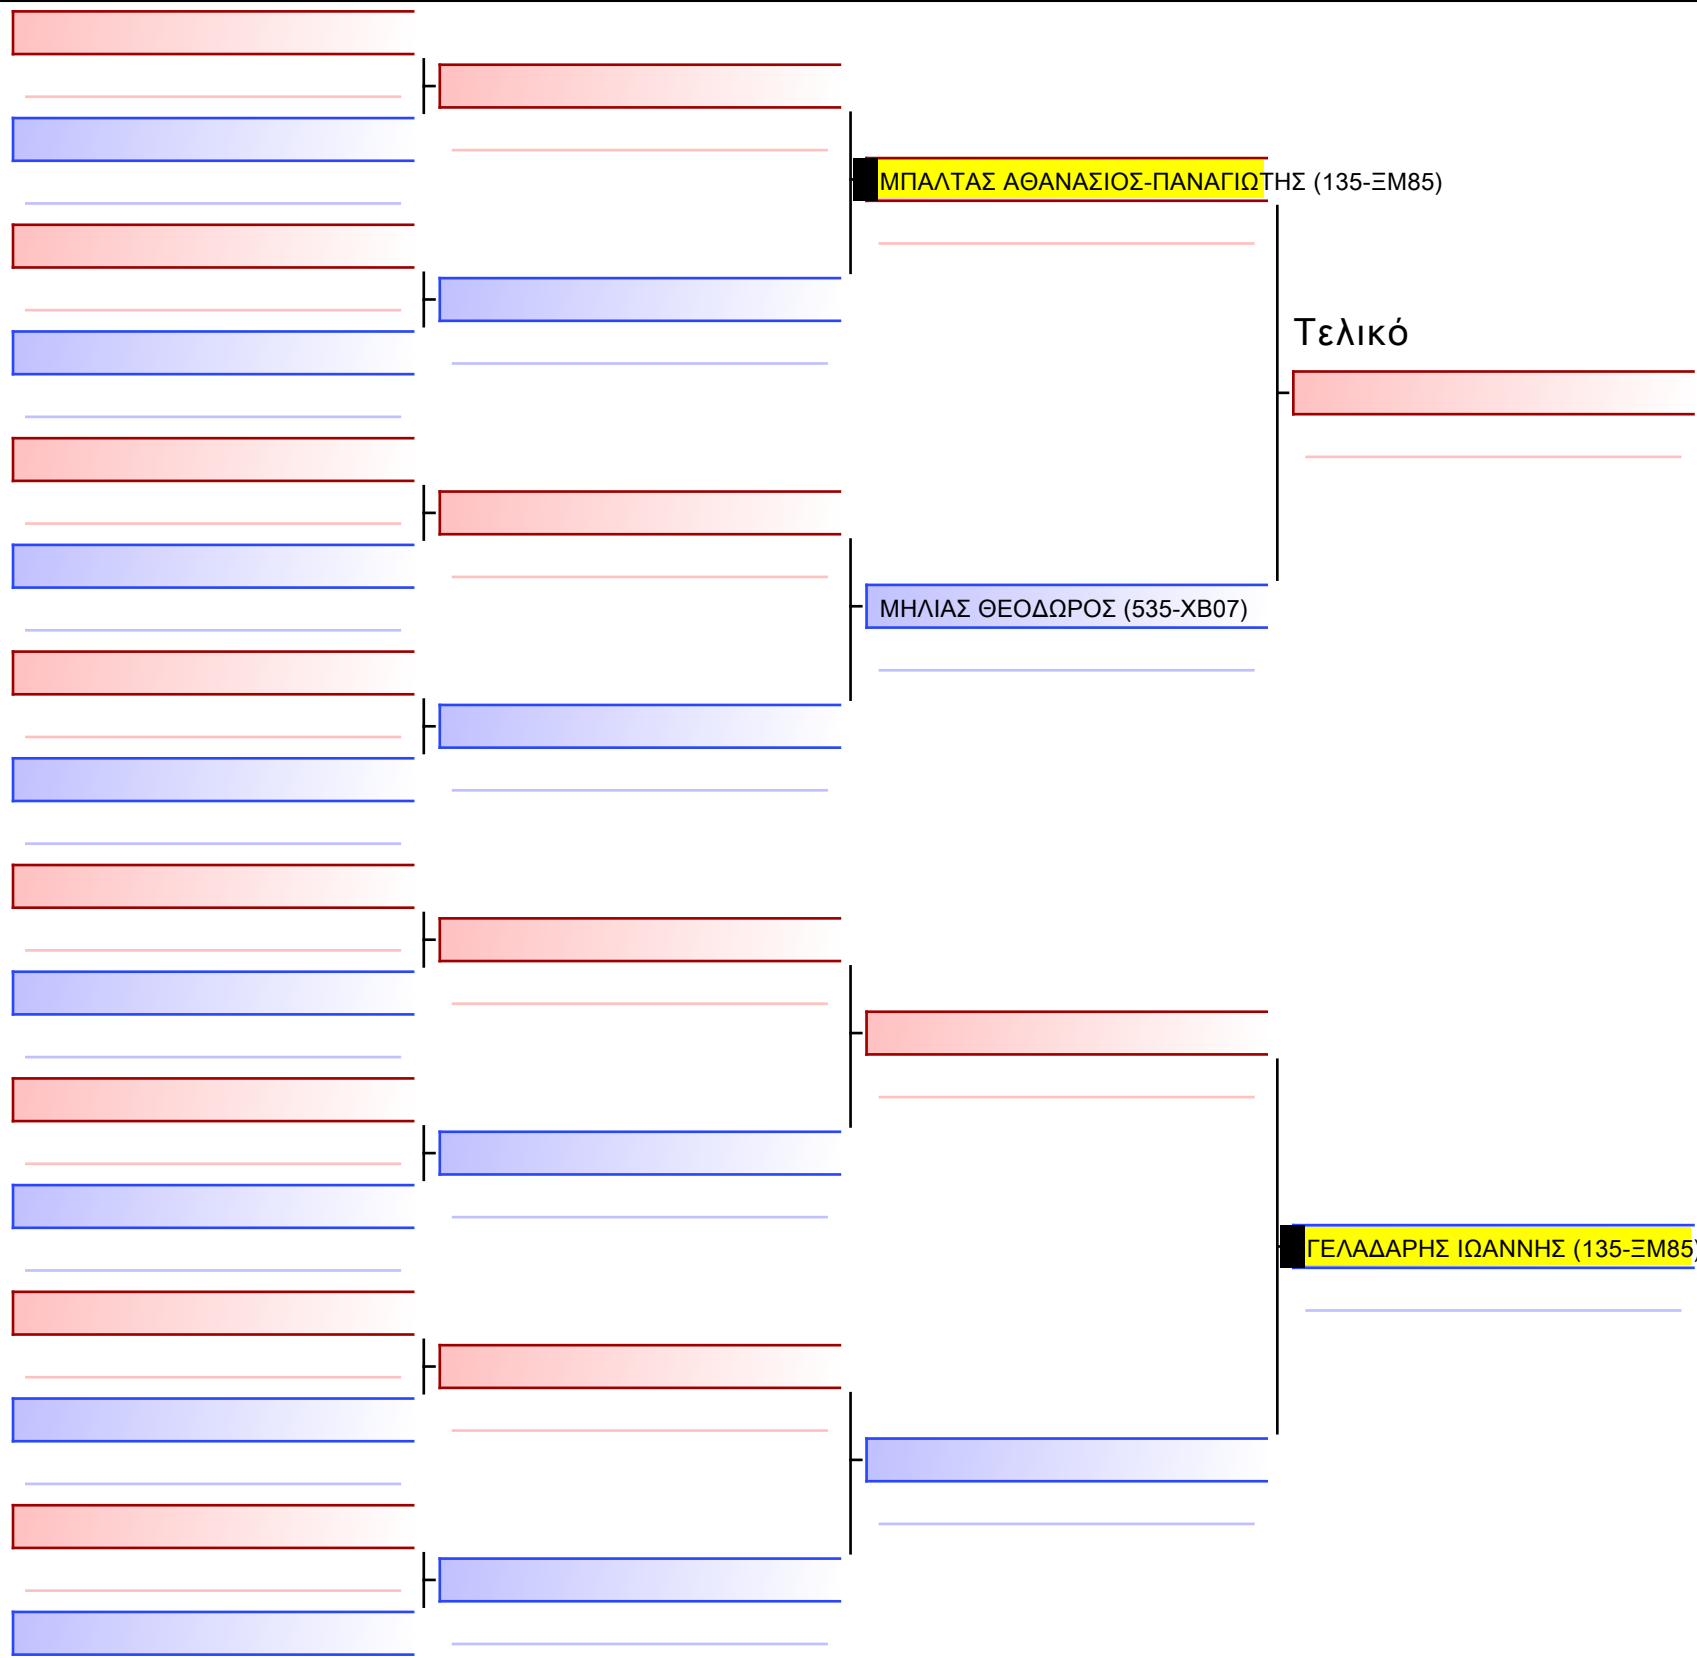 ΜΠΑΛΤΑΣ ΑΘΑΝΑΣΙΟΣ-ΠΑΝΑΓΙΩΤΗΣ (135-ΞΜ85)
Τελικό
ΜΗΛΙΑΣ ΘΕΟΔΩΡΟΣ (535-ΧΒ07)
ΓΕΛΑΔΑΡΗΣ ΙΩΑΝΝΗΣ (135-ΞΜ85)